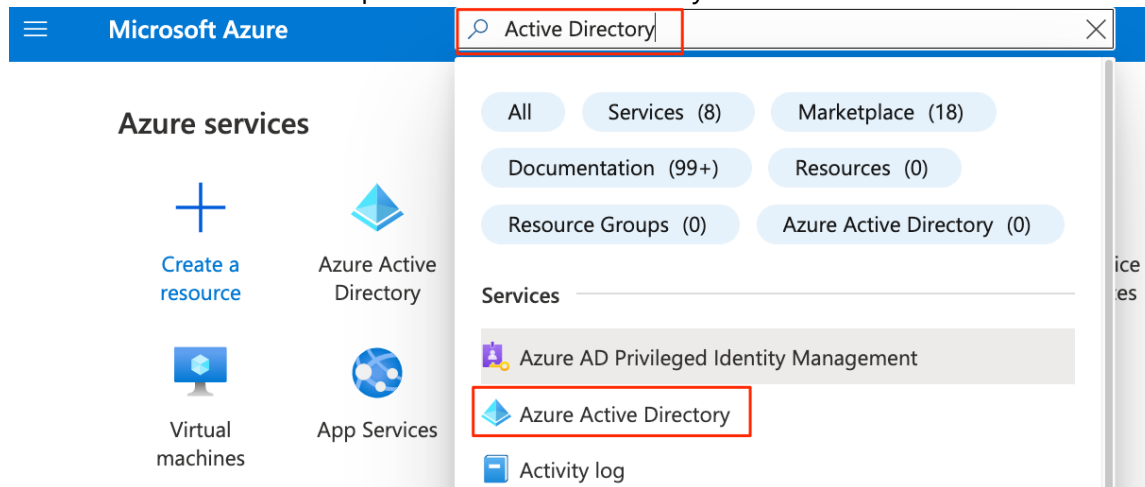 Microsoft Azure
Active Directory
Azure services
All Services (8) Marketplace (18)
Documentation (99+) Resources (0)
Resource Groups (0) Azure Active Directory (0)
Create a
resource
Azure Active
Directory
Services
Azure AD Privileged Identity Management
Azure Active Directory
Activity log
Virtual
machines
App Services
ice
es